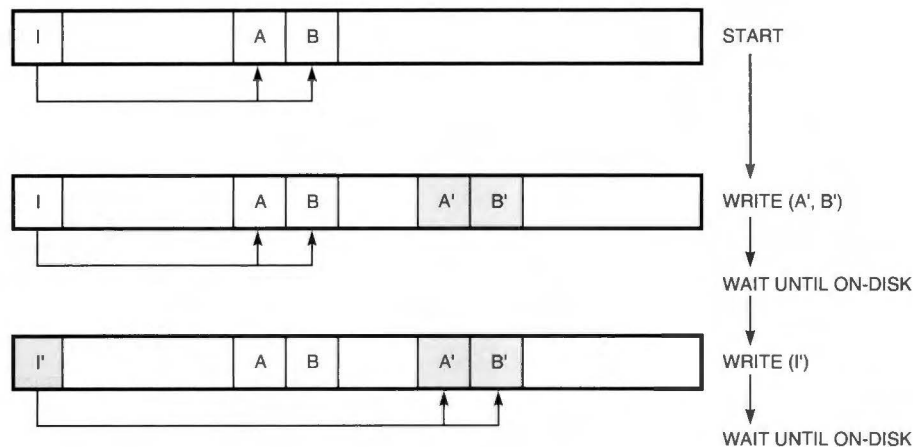 I A B START
I A B A' B' WRITE (A', B')
WAIT UNTIL ON-DISK
I' A B A' B' WRITE (I')
WAIT UNTIL ON-DISK